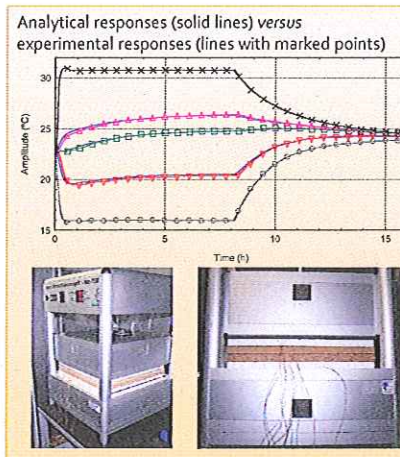 Analytical responses (solid lines) versus
experimental responses (lines with marked points)
Amplitude (°C)
30
25
20
15
0
5
10
15
Time (h)